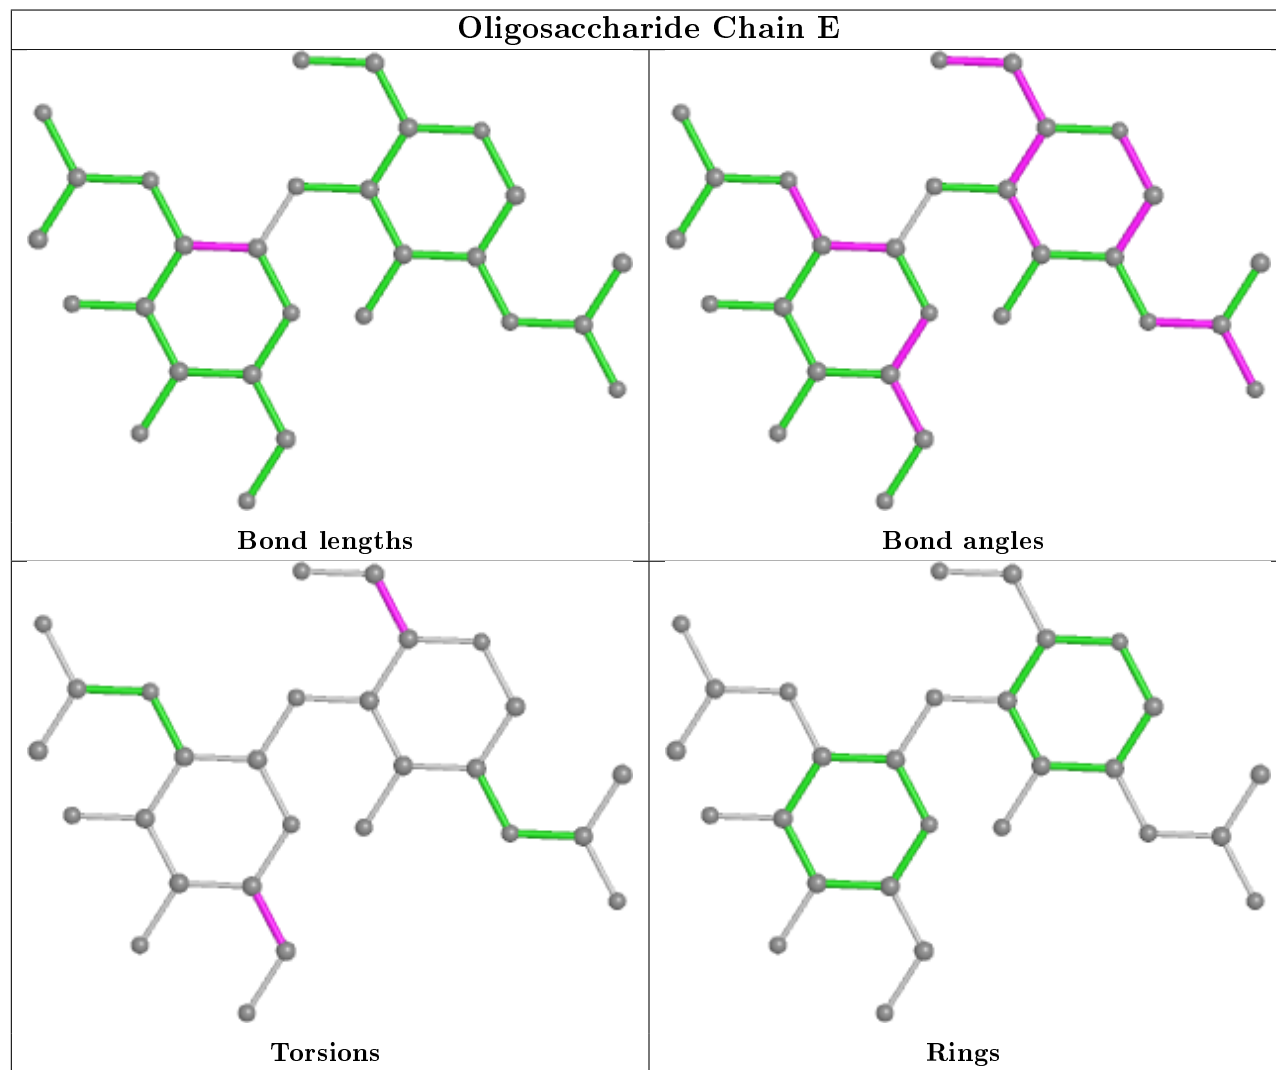 Oligosaccharide Chain E
Bond lengths
Bond angles
Torsions
Rings